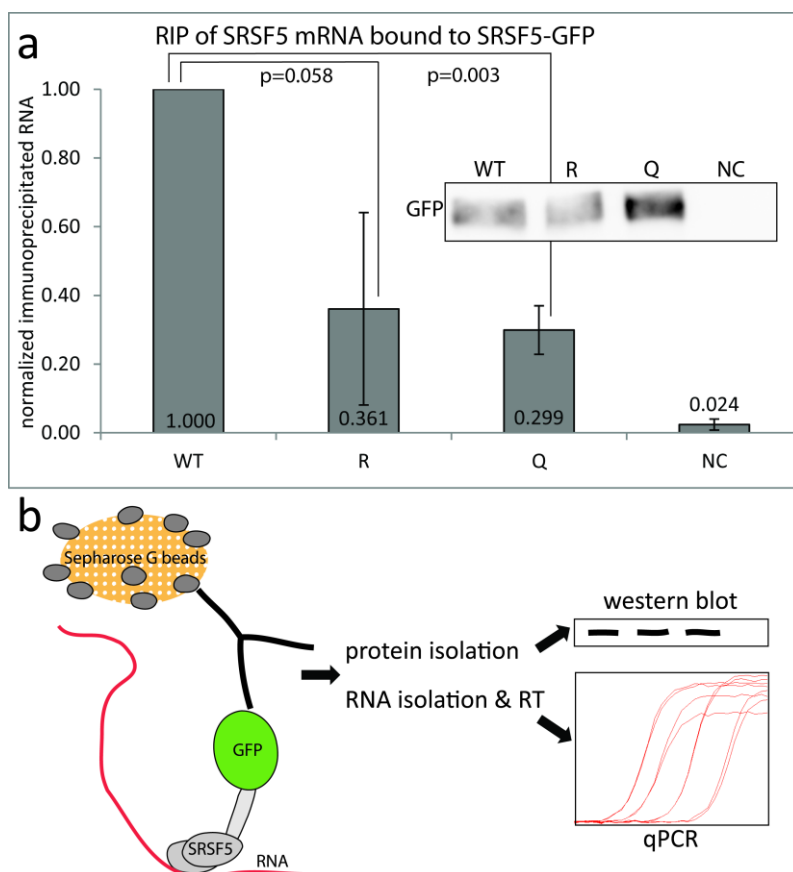 a
RIP of SRSF5 mRNA bound to SRSF5-GFP
p=0.058
p=0.003
normalized immunoprecipitated RNA
1.00
0.80
0.60
0.40
0.20
0.00
WT R Q NC
GFP
1.000
0.361
0.299
0.024
WT R Q NC
b
Sepharose G beads
GFP
SRSF5
RNA
protein isolation
RNA isolation & RT
western blot
qPCR